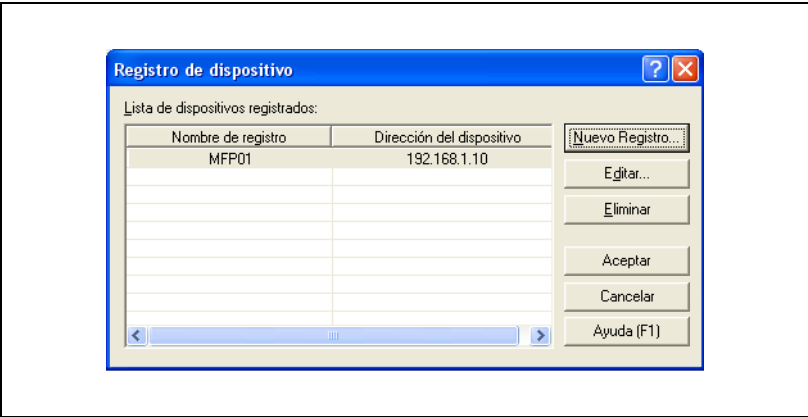 Registro de dispositivo
Lista de dispositivos registrados:
Nombre de registro Dirección del dispositivo
MFP01 192.168.1.10
Nuevo Registro...
Editar...
Eliminar
Aceptar
Cancelar
Ayuda (F1)